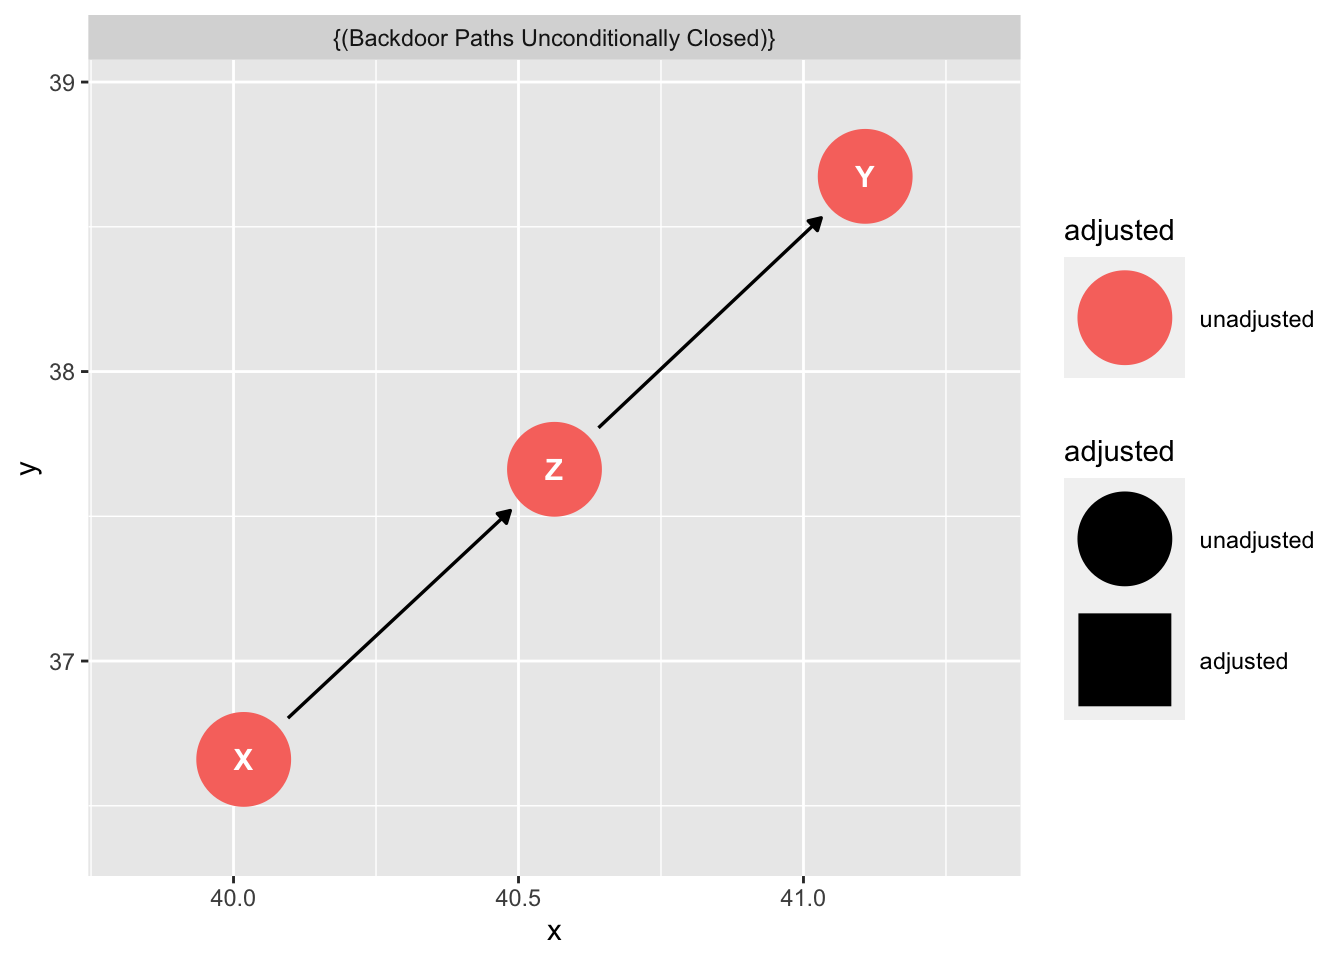 {(Backdoor Paths Unconditionally Closed)}
39
38
37
y
Y
Z
X
40.0 40.5 41.0
x
adjusted
unadjusted
adjusted
unadjusted
adjusted